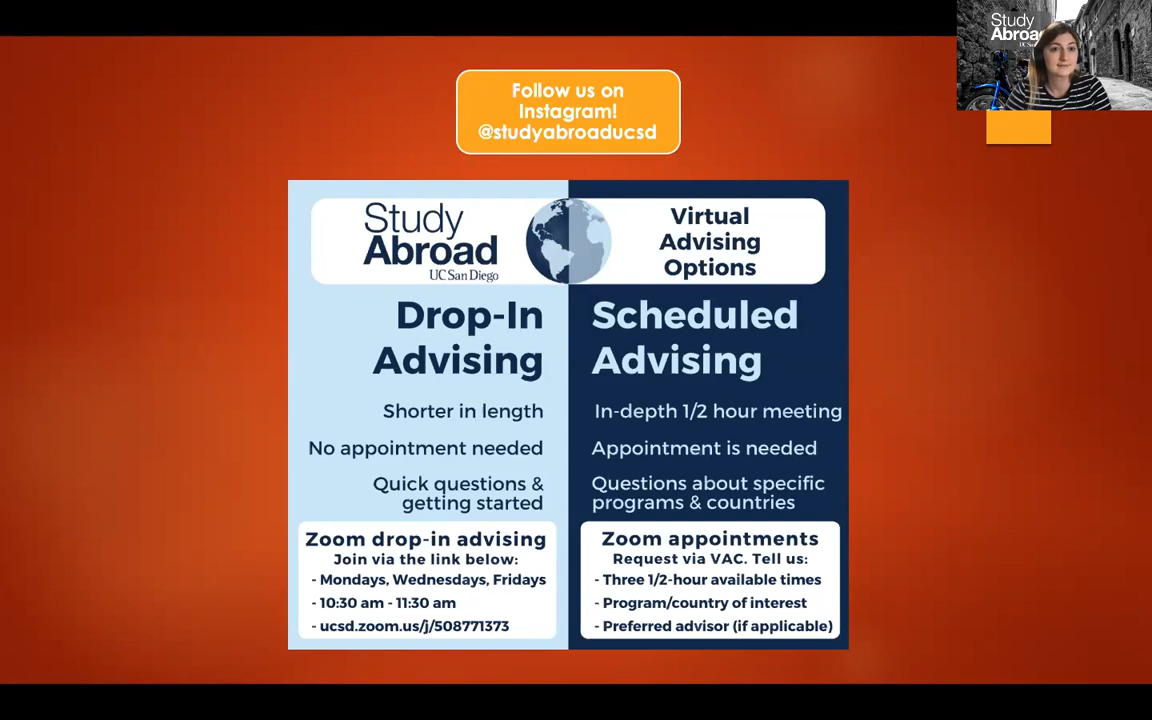 Follow us on
Instagram!
@studyabroaducsd
Study
Abroad
UC San Diego
Virtual
Advising
Options
Drop-In
Advising
Shorter in length
No appointment needed
Quick questions &
getting started
Zoom drop-in advising
Join via the link below:
- Mondays, Wednesdays, Fridays
- 10:30 am - 11:30 am
- ucsd.zoom.us/j/508771373
Scheduled
Advising
In-depth 1/2 hour meeting
Appointment is needed
Questions about specific
programs & countries
Zoom appointments
Request via VAC. Tell us:
- Three 1/2-hour available times
- Program/country of interest
- Preferred advisor (if applicable)
Study